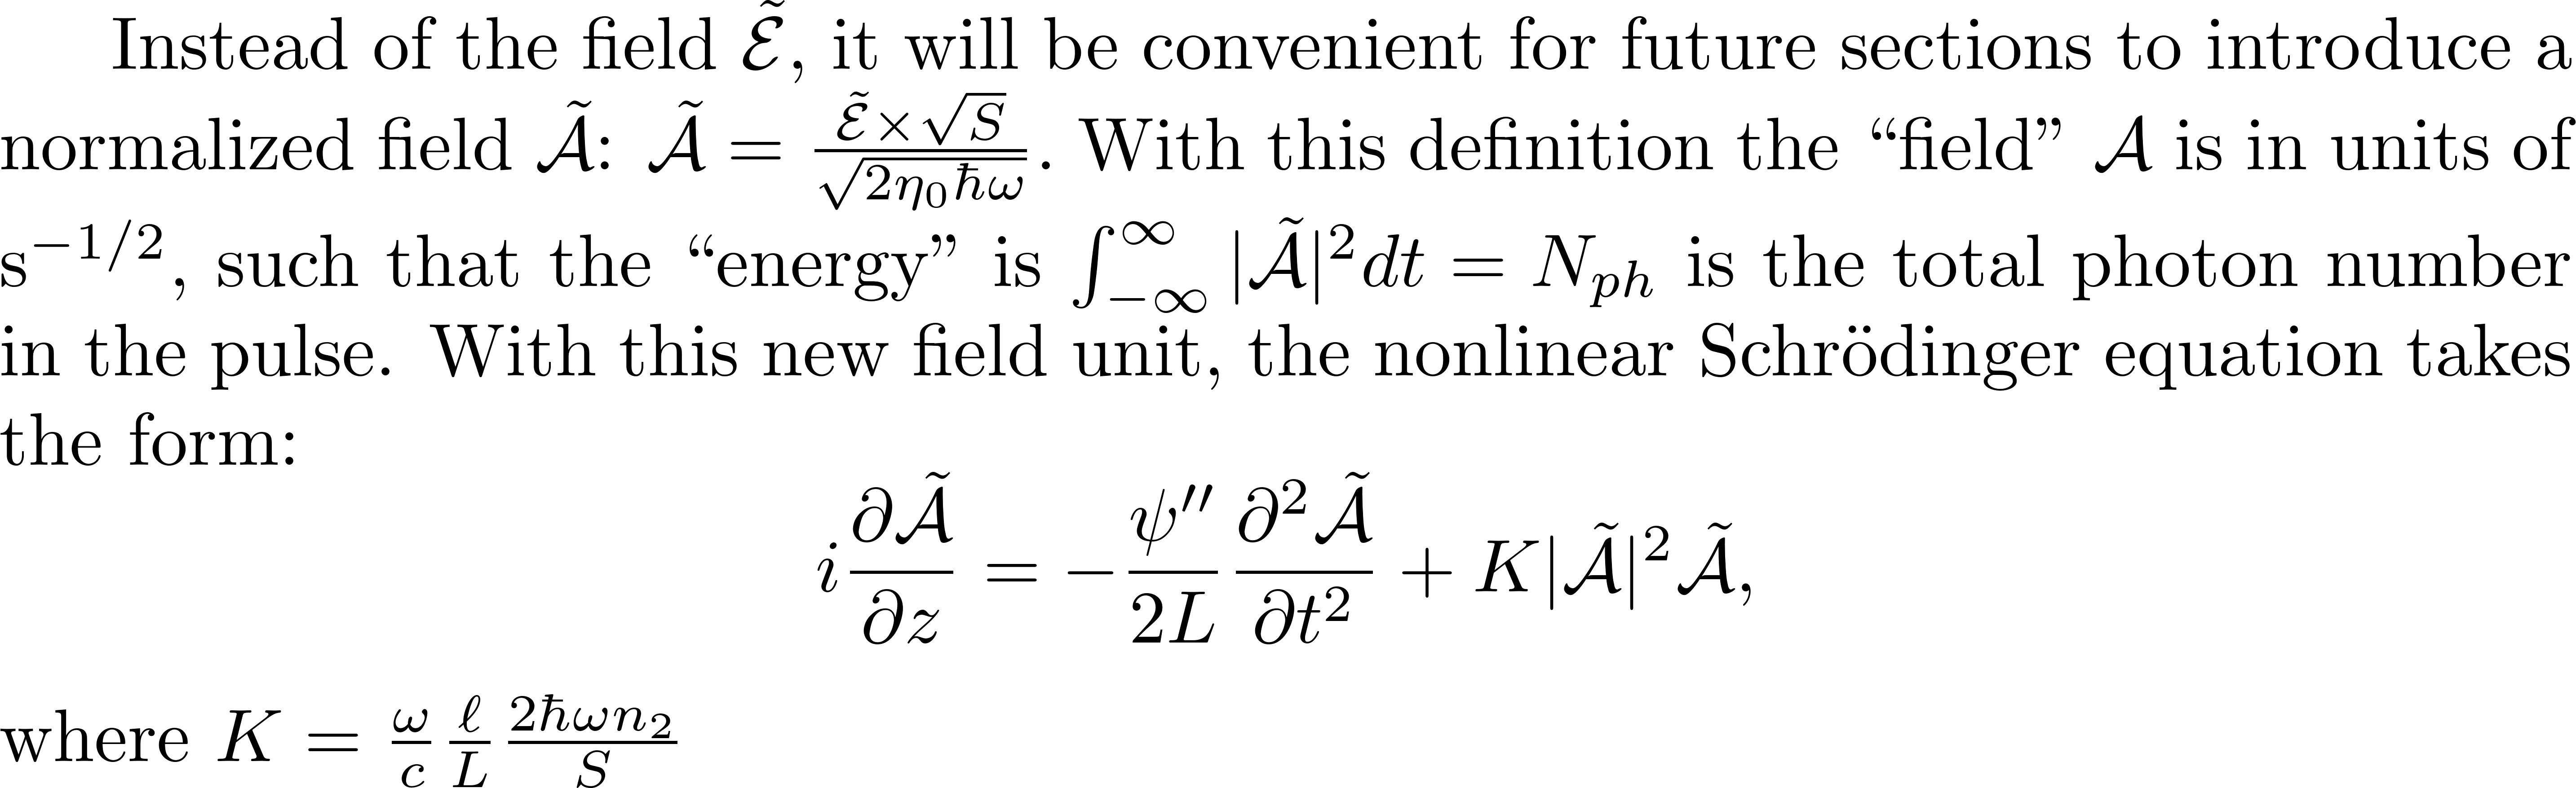 Instead of the field $\tilde{\mathcal{E}}$, it will be convenient for future sections to introduce a
normalized field $\tilde{\mathcal{A}}$: $\tilde{\mathcal{A}} = \frac{\tilde{\mathcal{E}} \times \sqrt{S}}{\sqrt{2\eta_0 \hbar\omega}}$. With this definition the “field” $\mathcal{A}$ is in units of
s$^{-1/2}$, such that the “energy” is $\int_{-\infty}^{\infty} |\tilde{\mathcal{A}}|^2 dt = N_{ph}$ is the total photon number
in the pulse. With this new field unit, the nonlinear Schrödinger equation takes
the form:
$i\frac{\partial \tilde{\mathcal{A}}}{\partial z} = -\frac{\psi''}{2L} \frac{\partial^2 \tilde{\mathcal{A}}}{\partial t^2} + K|\tilde{\mathcal{A}}|^2 \tilde{\mathcal{A}},$
where $K = \frac{\omega}{c} \frac{\ell}{L} \frac{2\hbar\omega n_2}{S}$